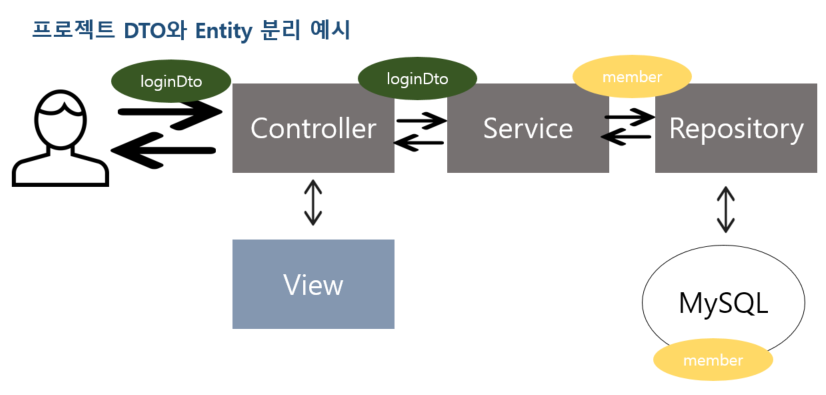 프로젝트 DTO와 Entity 분리 예시
loginDto
loginDto
member
Controller
Service
Repository
View
MySQL
member